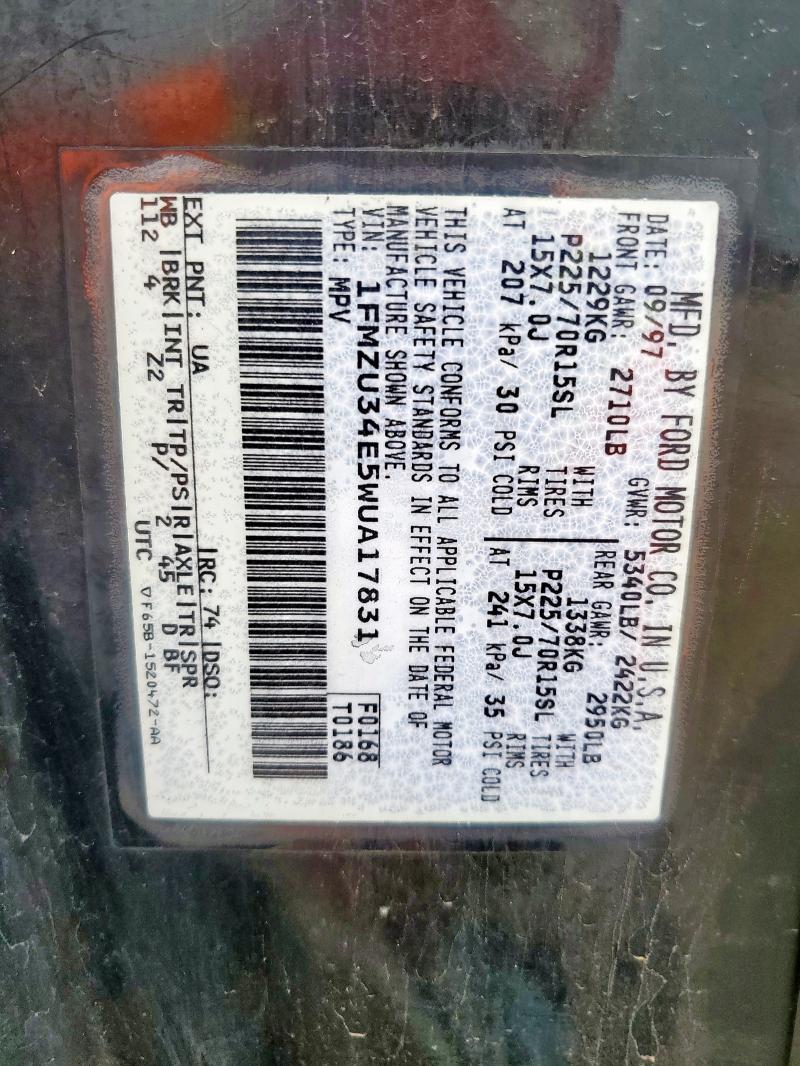 MFD. BY FORD MOTOR CO. IN U.S.A.
DATE: 09/97 GVWR: 5340LB/ 2422KG
FRONT GAWR: 2710LB REAR GAWR: 2950LB
1229KG WITH 1338KG WITH
P225/70R15SL TIRES P225/70R15SL TIRES
15X7.0J RIMS 15X7.0J RIMS
AT 207 kPa/ 30 PSI COLD AT 241 kPa/ 35 PSI COLD
THIS VEHICLE CONFORMS TO ALL APPLICABLE FEDERAL MOTOR
VEHICLE SAFETY STANDARDS IN EFFECT ON THE DATE OF
MANUFACTURE SHOWN ABOVE.
VIN: 1FMZU34E5WUA17831 F0168
TYPE: MPV T0186
EXT PNT: UA RC: 74 DSO:
WB BRK INT TR TP/PS R AXLE TR SPR
112 4 Z2 P/ 2 45 D BF
UTC ▽F65B-1520472-AA